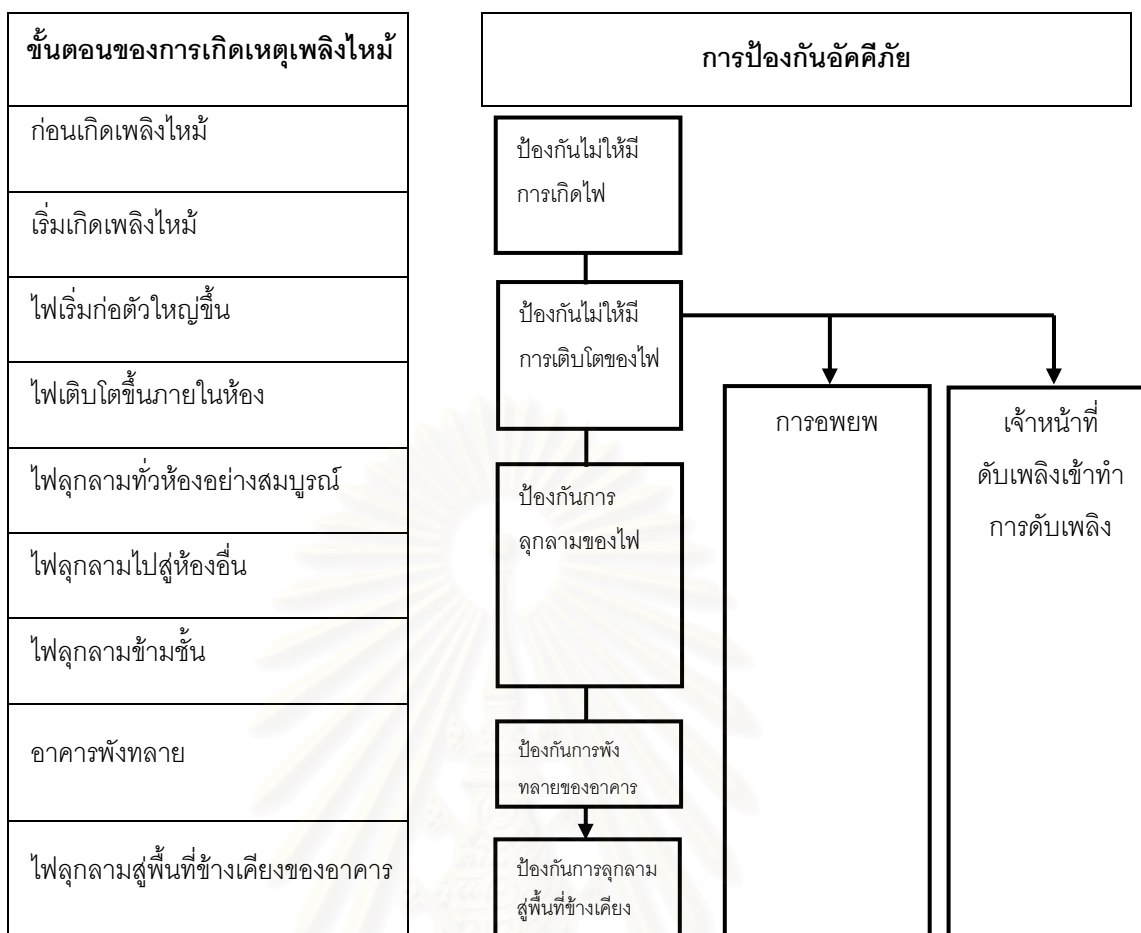 ขั้นตอนของการเกิดเหตุเพลิงไหม้
ก่อนเกิดเพลิงไหม้
เริ่มเกิดเพลิงไหม้
ไฟเริ่มก่อตัวใหญ่ขึ้น
ไฟเติบโตขึ้นภายในห้อง
ไฟลุกลามทั่วห้องอย่างสมบูรณ์
ไฟลุกลามไปสู่ห้องอื่น
ไฟลุกลามข้ามชั้น
อาคารพังทลาย
ไฟลุกลามสู่พื้นที่ข้างเคียงของอาคาร
การป้องกันอัคคีภัย
ป้องกันไม่ให้มี
การเกิดไฟ
ป้องกันไม่ให้มี
การเติบโตของไฟ
ป้องกันการ
ลุกลามของไฟ
ป้องกันการพัง
ทลายของอาคาร
ป้องกันการลุกลาม
สู่พื้นที่ข้างเคียง
การอพยพ
เจ้าหน้าที่
ดับเพลิงเข้าทำ
การดับเพลิง